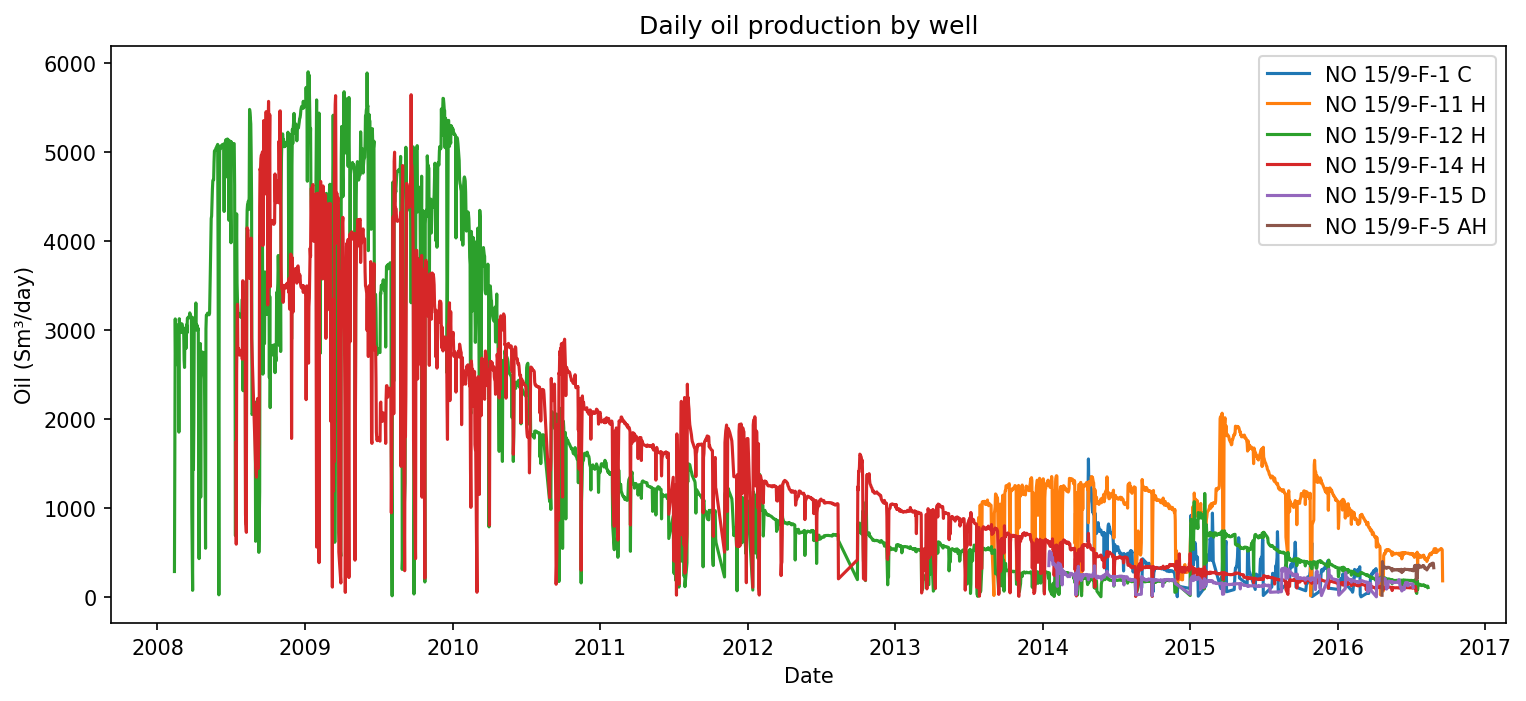 Daily oil production by well
Oil (Sm³/day)
6000
5000
4000
3000
2000
1000
0
NO 15/9-F-1 C
NO 15/9-F-11 H
NO 15/9-F-12 H
NO 15/9-F-14 H
NO 15/9-F-15 D
NO 15/9-F-5 AH
2008 2009 2010 2011 2012 2013 2014 2015 2016 2017
Date